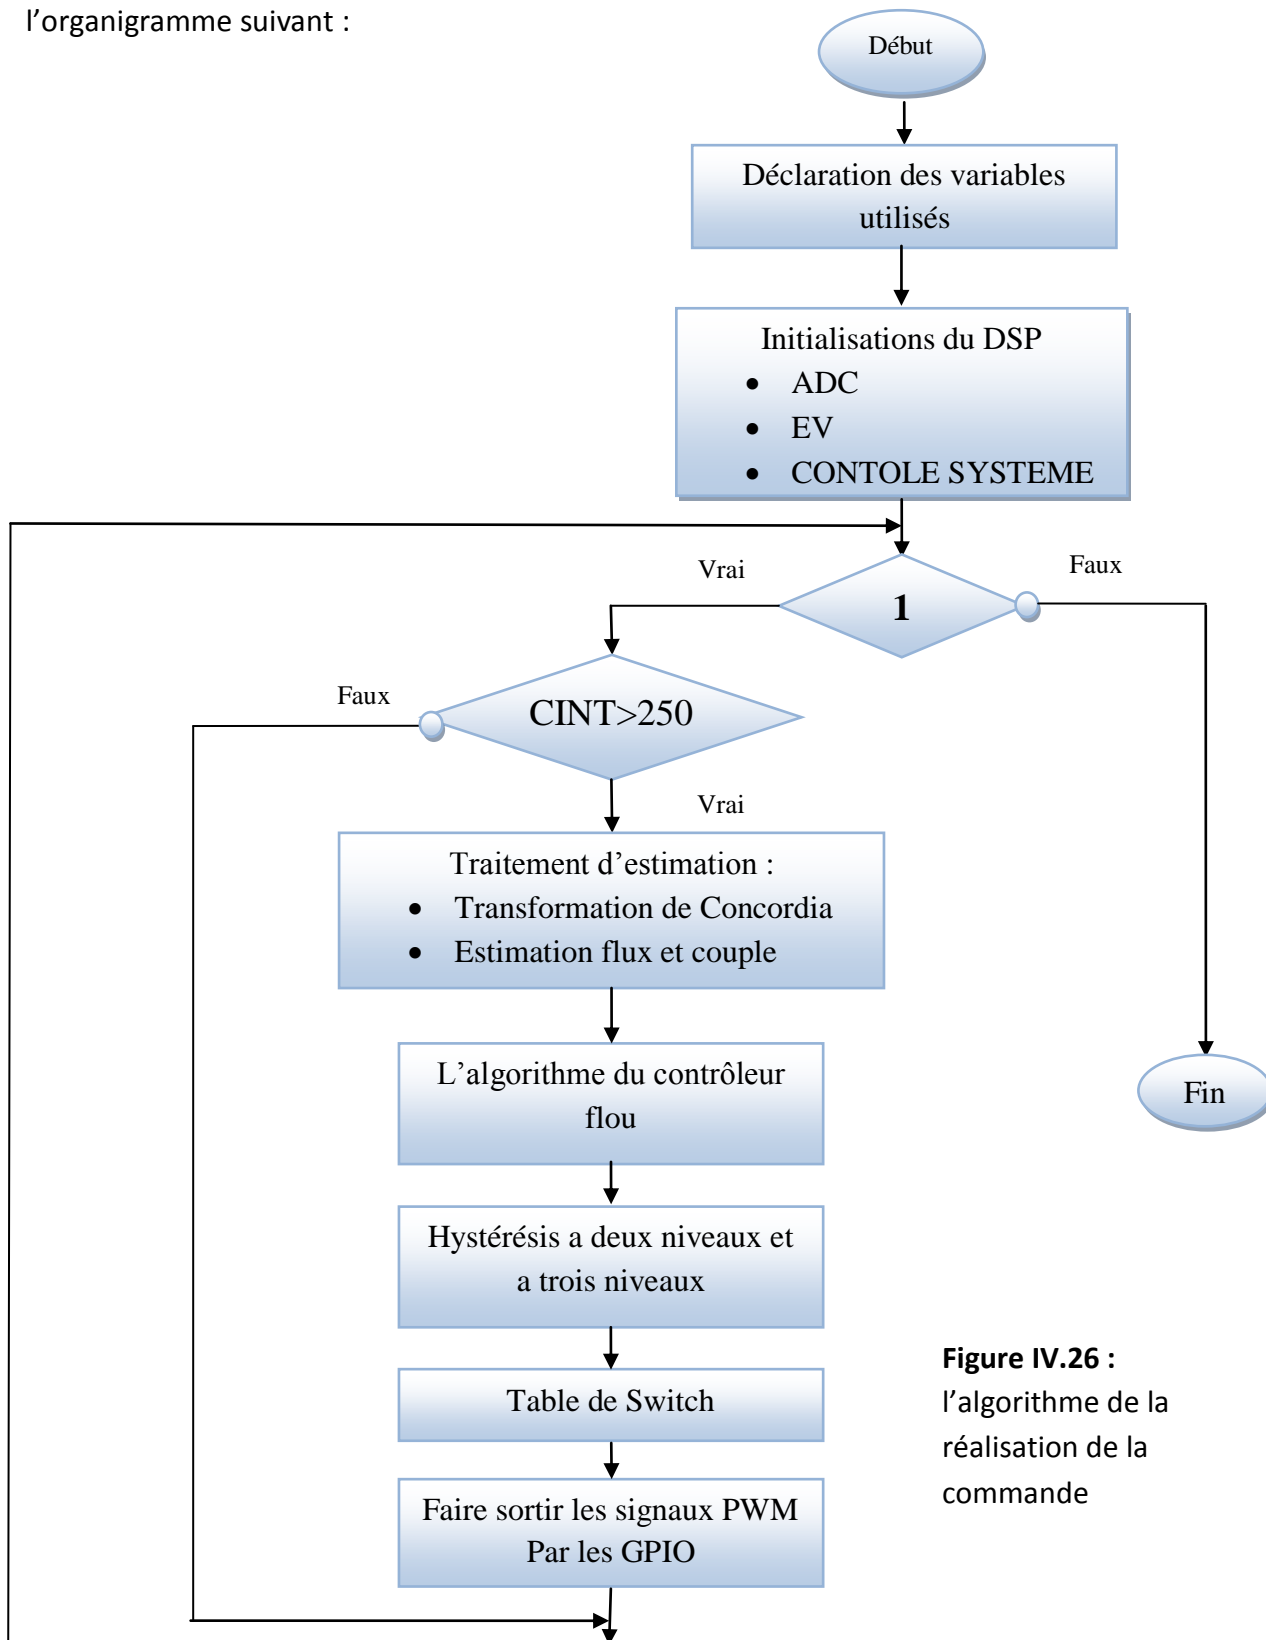 l’organigramme suivant :
Début
Déclaration des variables
utilisés
Initialisations du DSP
• ADC
• EV
• CONTOLE SYSTEME
Vrai
Faux
1
Faux
CINT>250
Vrai
Traitement d’estimation :
• Transformation de Concordia
• Estimation flux et couple
L’algorithme du contrôleur
flou
Fin
Hystérésis a deux niveaux et
a trois niveaux
Table de Switch
Faire sortir les signaux PWM
Par les GPIO
Figure IV.26 :
l’algorithme de la
réalisation de la
commande